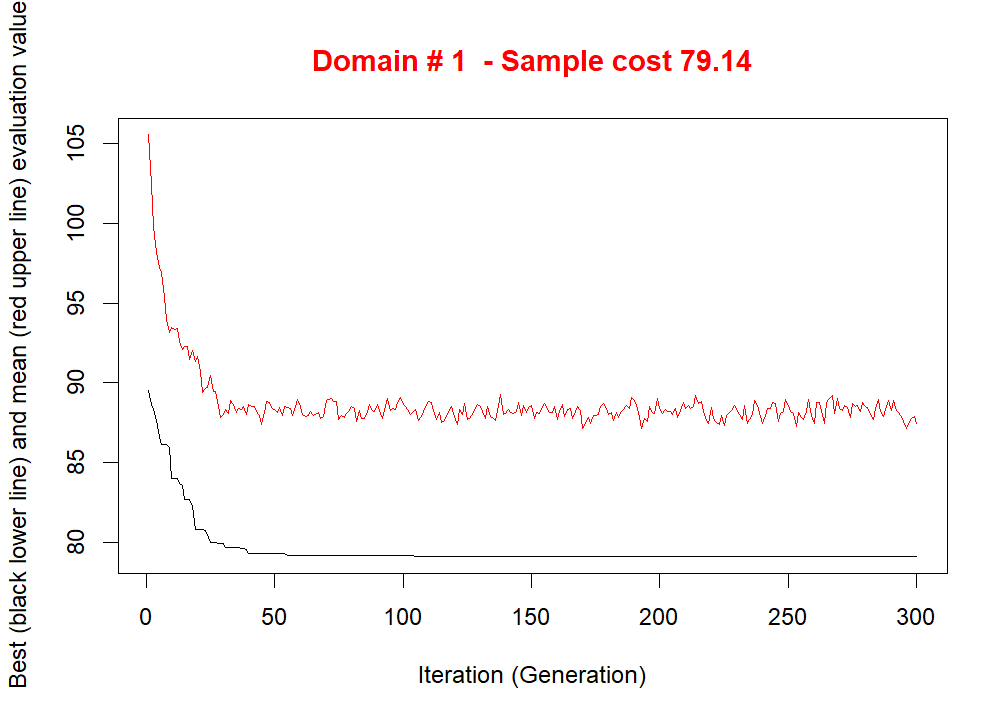 Domain # 1  - Sample cost 79.14
Best (black lower line) and mean (red upper line) evaluation value
105
100
95
90
85
80
0 50 100 150 200 250 300
Iteration (Generation)